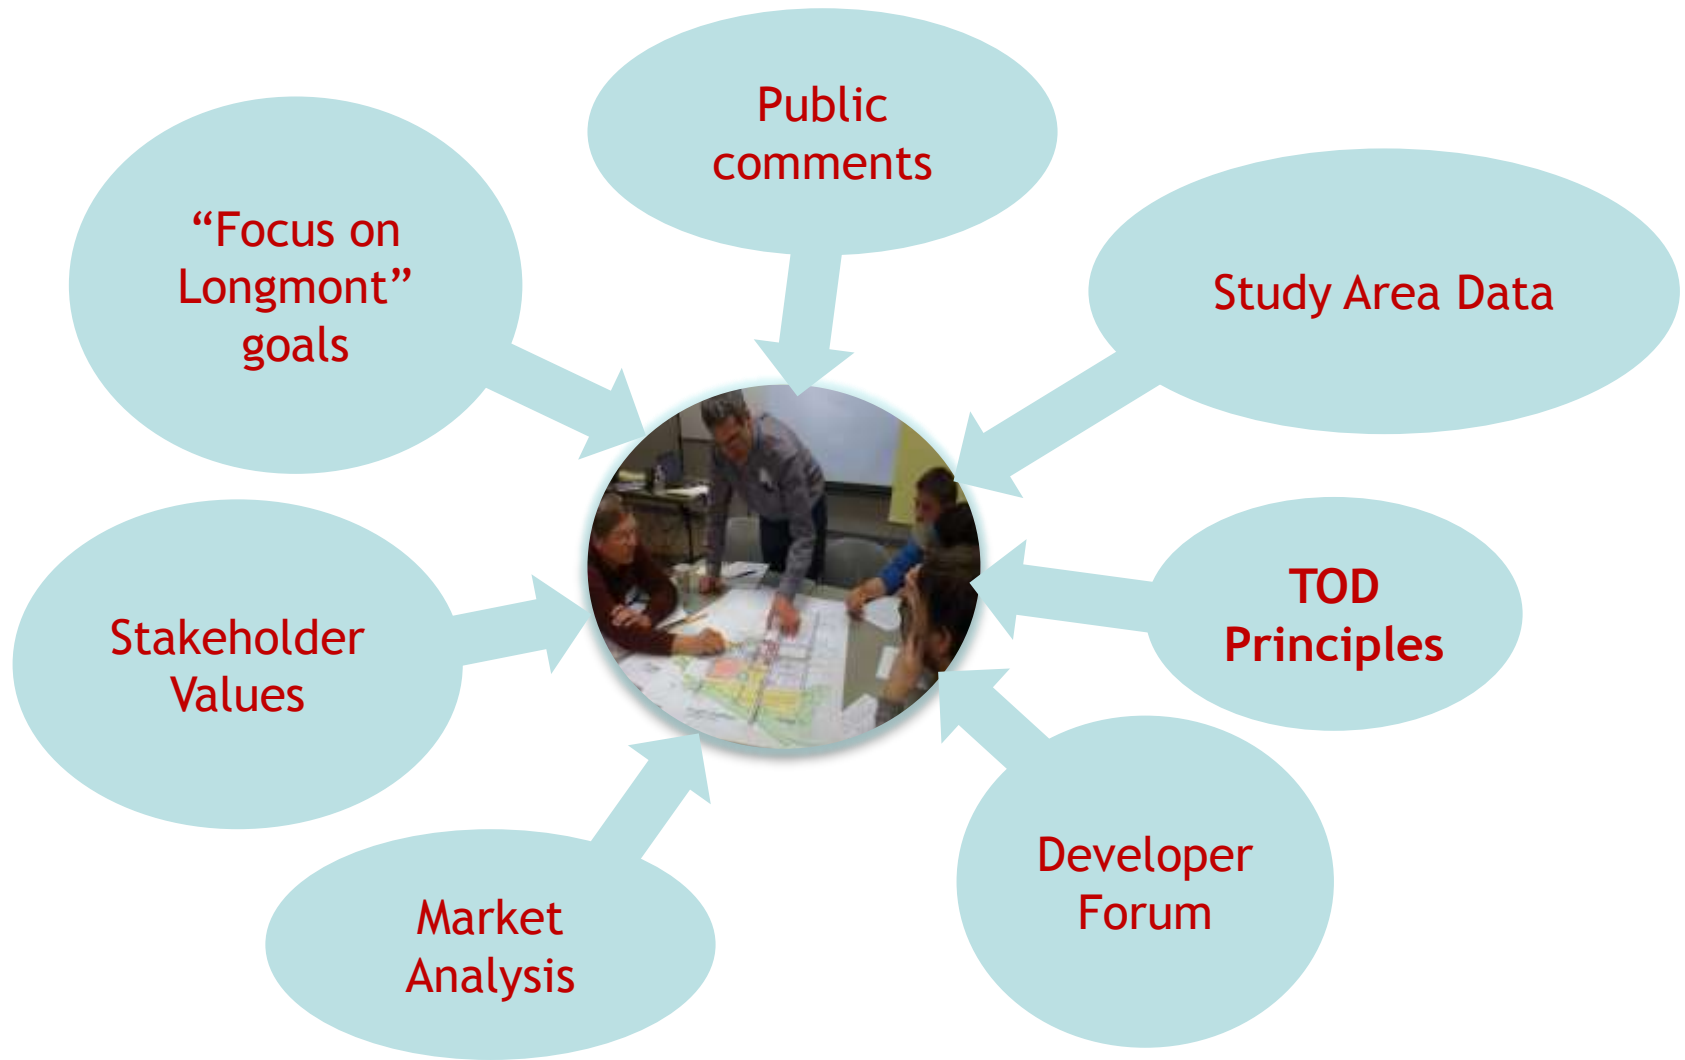 Public
comments
“Focus on
Longmont”
goals
Study Area Data
TOD
Principles
Stakeholder
Values
Developer
Forum
Market
Analysis